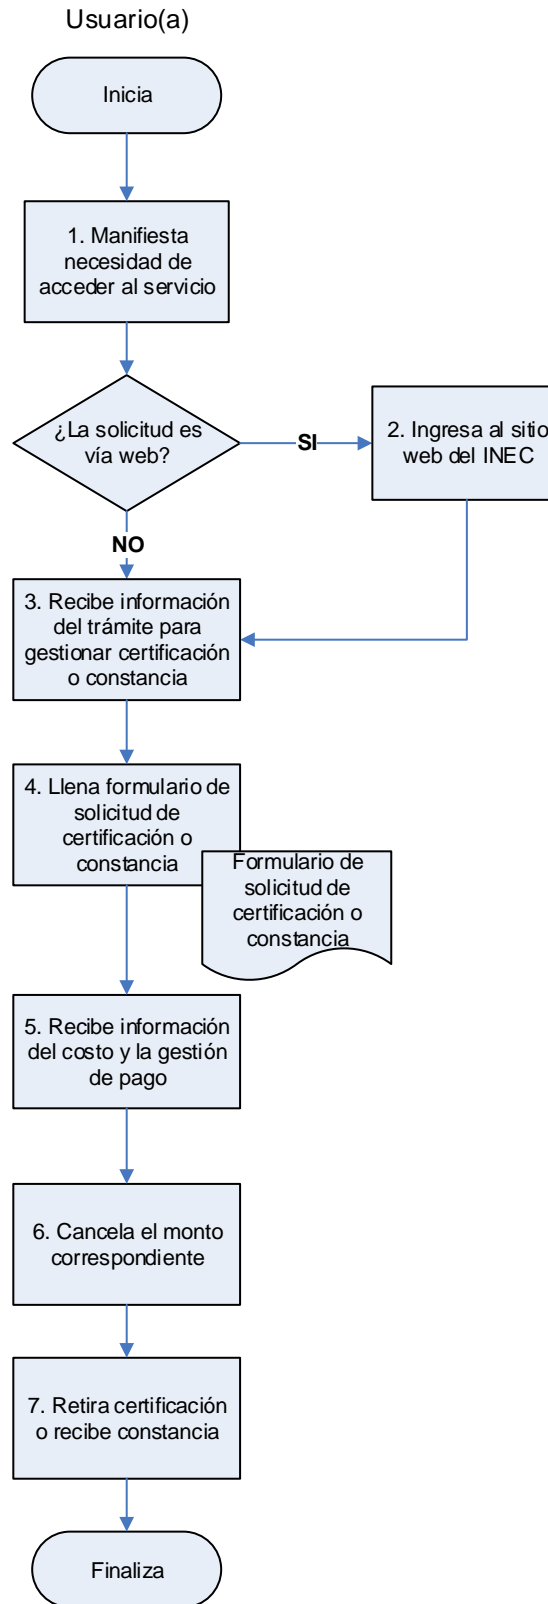 Usuario(a)
Inicia
1. Manifiesta
necesidad de
acceder al servicio
¿La solicitud es
vía web?
SI
2. Ingresa al sitio
web del INEC
NO
3. Recibe información
del trámite para
gestionar certificación
o constancia
4. Llena formulario de
solicitud de
certificación o
constancia
Formulario de
solicitud de
certificación o
constancia
5. Recibe información
del costo y la gestión
de pago
6. Cancela el monto
correspondiente
7. Retira certificación
o recibe constancia
Finaliza